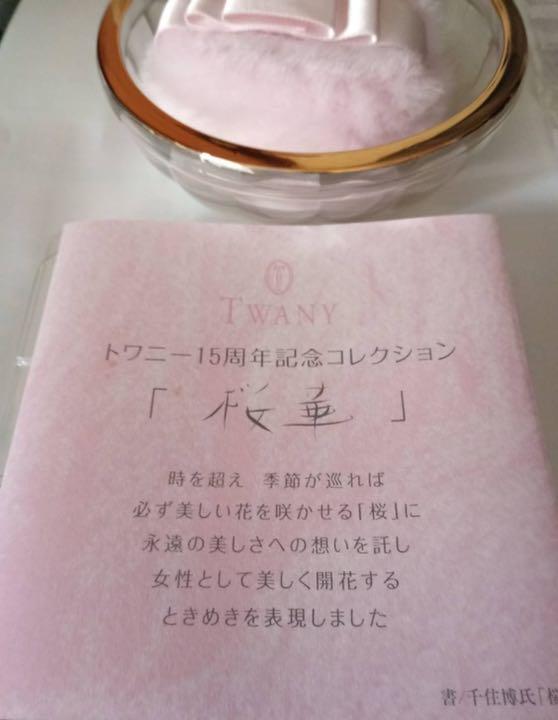 TWANY
トワニー15周年記念コレクション
「桜華」
時を超え 季節が巡れば
必ず美しい花を咲かせる「桜」に
永遠の美しさへの想いを託し
女性として美しく開花する
ときめきを表現しました
書/千住博氏「桜